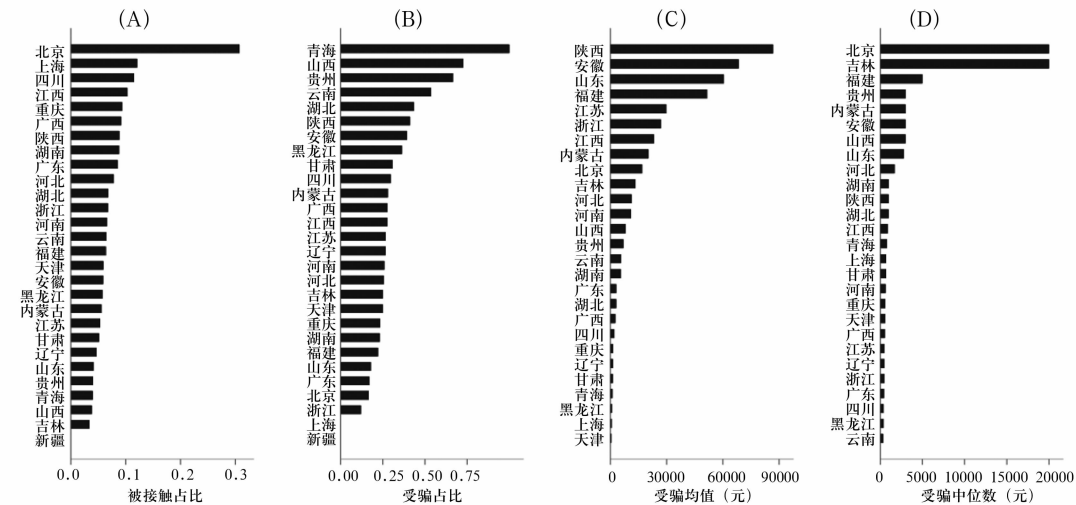 (A)
北京
上海
四川
江西
重庆
广西
陕西
湖南
广东
河北
湖北
浙江
河南
云南
福建
天津
安徽
黑龙江
内蒙古
江苏
甘肃
辽宁
山东
贵州
青海
山西
吉林
新疆
0.0 0.1 0.2 0.3
被接触占比
(B)
青海
山西
贵州
云南
湖北
陕西
安徽
黑龙江
甘肃
四川
内蒙古
广西
江西
江苏
辽宁
河南
河北
吉林
天津
重庆
湖南
福建
山东
广东
北京
浙江
上海
新疆
0.00 0.25 0.50 0.75
受骗占比
(C)
陕西
安徽
山东
福建
江苏
浙江
江西
内蒙古
北京
吉林
河北
河南
山西
贵州
云南
湖南
广东
湖北
广西
四川
重庆
辽宁
甘肃
青海
黑龙江
上海
天津
0 30000 60000 90000
受骗均值（元）
(D)
北京
吉林
福建
贵州
内蒙古
安徽
山西
山东
河北
湖南
陕西
湖北
江西
青海
上海
甘肃
河南
重庆
天津
广西
江苏
辽宁
浙江
广东
四川
黑龙江
云南
0 5000 10000 15000 20000
受骗中位数（元）